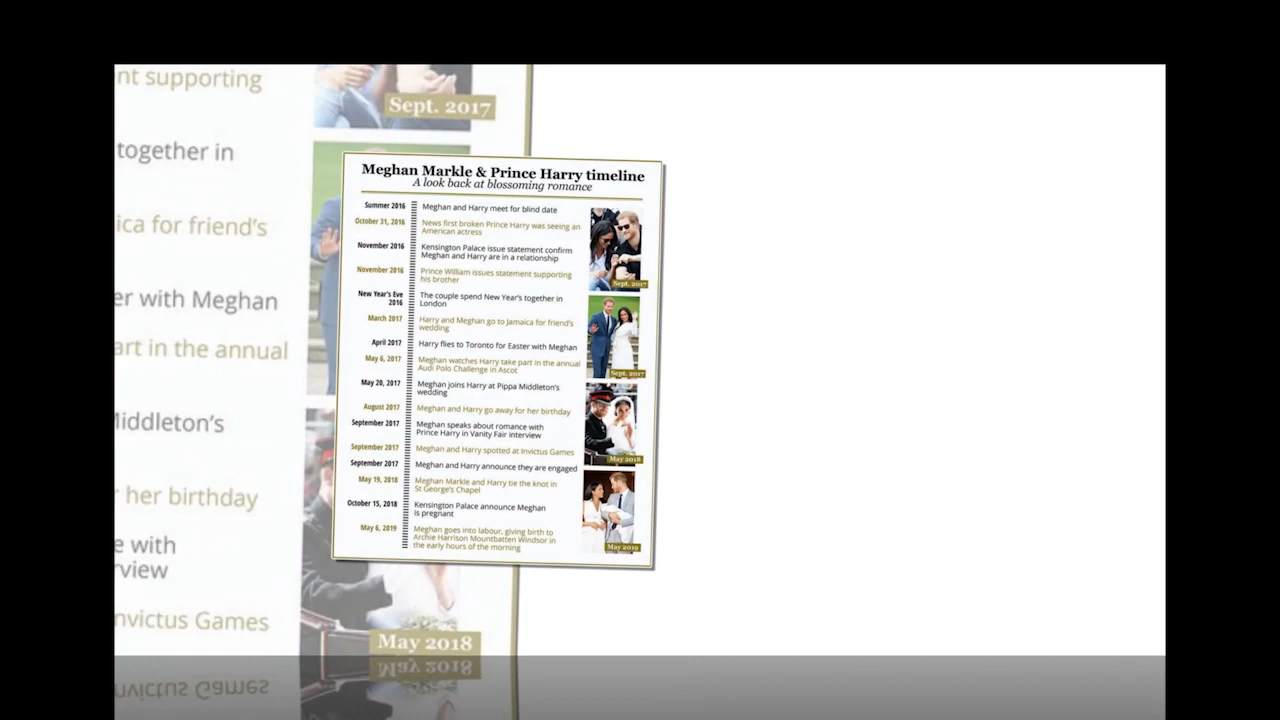 nt supporting
together in
ica for friend's
er with Meghan
art in the annual
Middleton's
r her birthday
e with
rview
nvictus Games
Sept. 2017
May 2018
Meghan Markle & Prince Harry timeline
A look back at blossoming romance
Summer 2016 Meghan and Harry meet for blind date
October 31, 2016 News first broken Prince Harry was seeing an
American actress
November 2016 Kensington Palace issue statement confirm
Meghan and Harry are in a relationship
November 2016 Prince William issues statement supporting
his brother
New Year's Eve The couple spend New Year's together in
2016 London
March 2017 Harry and Meghan go to Jamaica for friend's
wedding
April 2017 Harry flies to Toronto for Easter with Meghan
May 6, 2017 Meghan watches Harry take part in the annual
Audi Polo Challenge in Ascot
May 20, 2017 Meghan joins Harry at Pippa Middleton's
wedding
August 2017 Meghan and Harry go away for her birthday
September 2017 Meghan speaks about romance with
Prince Harry in Vanity Fair interview
September 2017 Meghan and Harry spotted at Invictus Games
September 2017 Meghan and Harry announce they are engaged
May 19, 2018 Meghan Markle and Harry tie the knot in
St George's Chapel
October 15, 2018 Kensington Palace announce Meghan
is pregnant
May 6, 2019 Meghan goes into labour, giving birth to
Archie Harrison Mountbatten Windsor in
the early hours of the morning
Sept. 2017
Sept. 2017
May 2018
May 2019
May 2018
nvictus Games